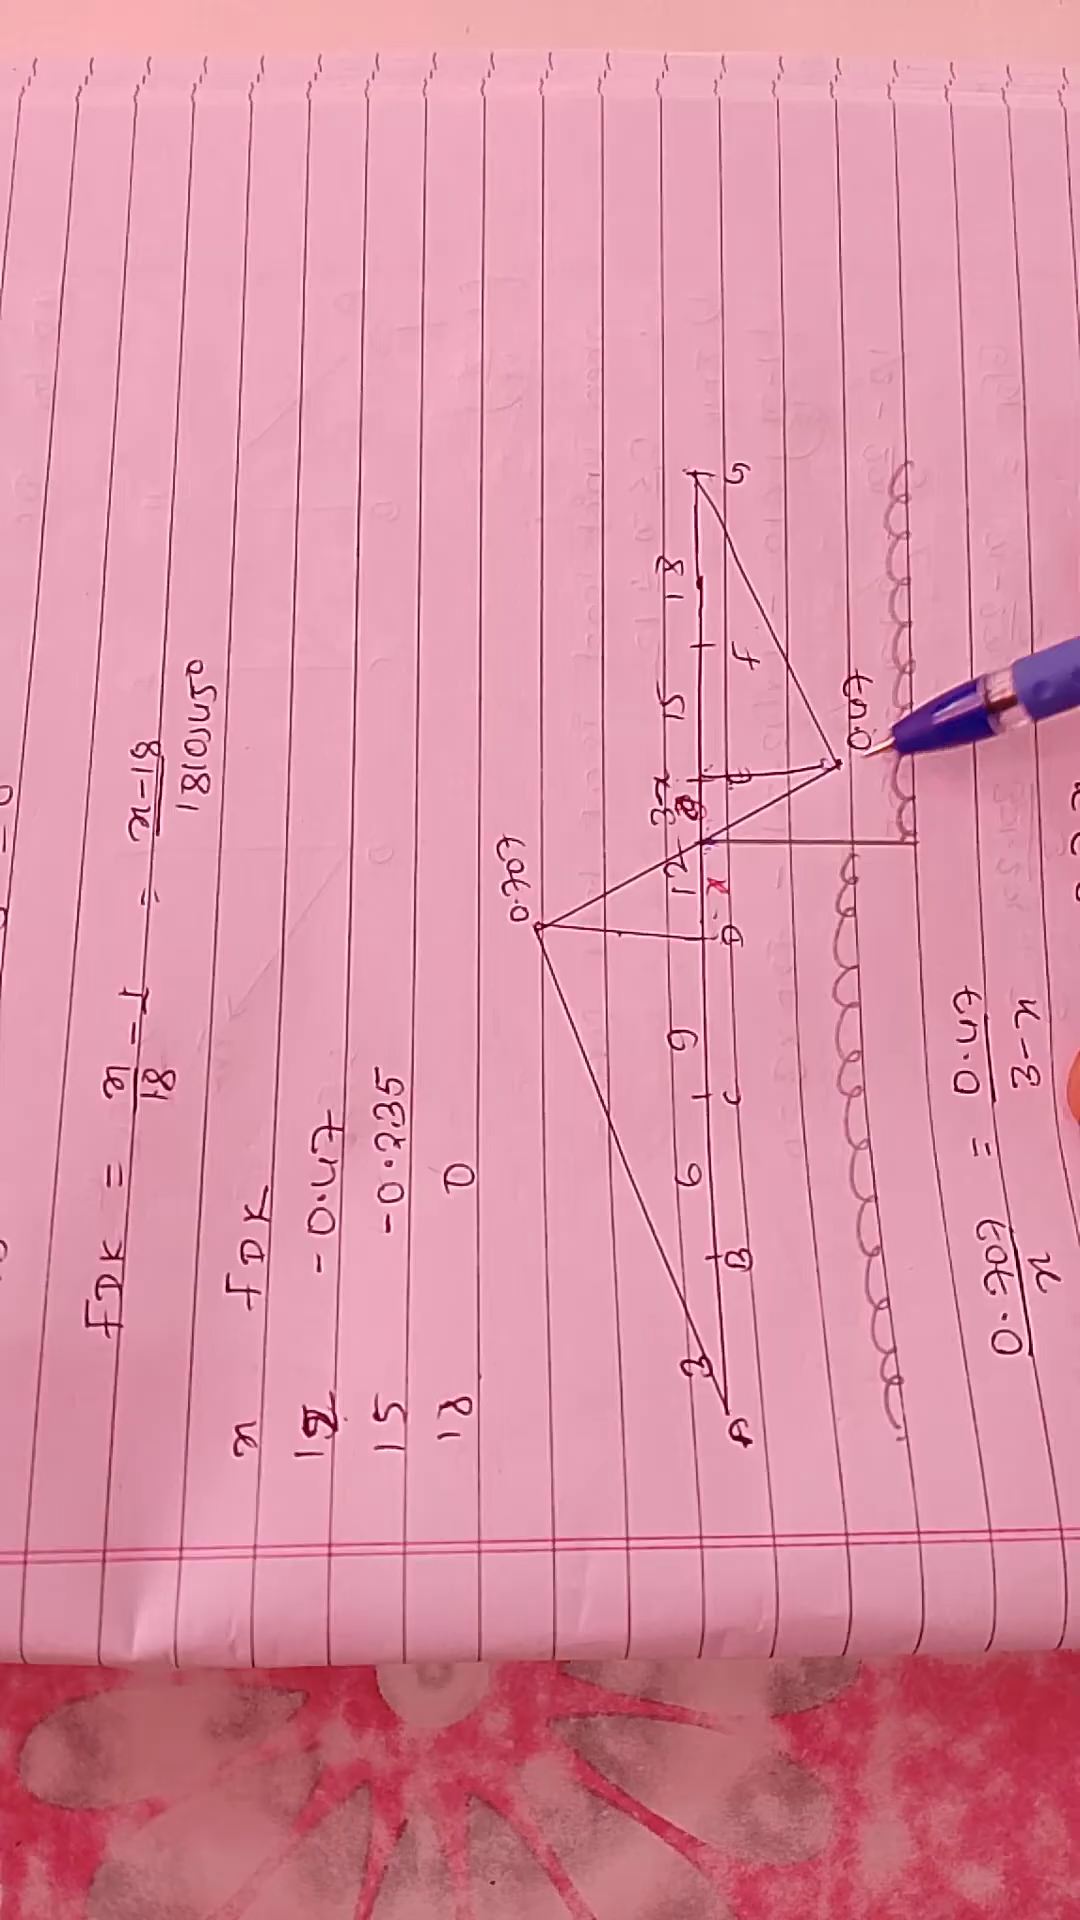 FDK = x/18 - 1 = x-18/18
x FDK
12 -0.47
15 -0.235
18 0
0.707
3 6 9 12 3-x 15 18
A B C D x E F G
0.47
x/0.707 = 3-x/0.47